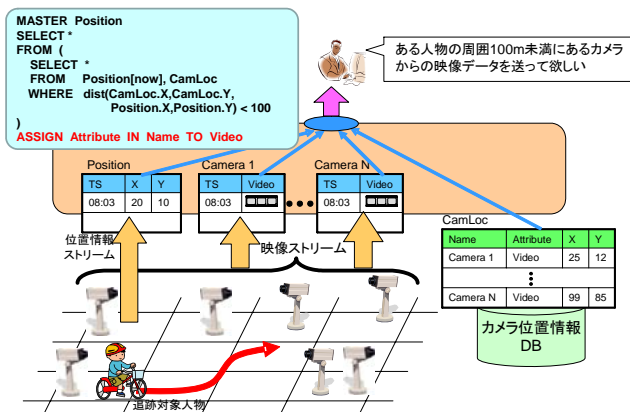 MASTER Position
SELECT *
FROM (
SELECT *
FROM Position[now], CamLoc
WHERE dist(CamLoc.X,CamLoc.Y,
Position.X,Position.Y) < 100
)
ASSIGN Attribute IN Name TO Video
ある人物の周囲100m未満にあるカメラ
からの映像データを送って欲しい
Position
TS X Y
08:03 20 10
Camera 1
TS Video
08:03
Camera N
TS Video
08:03
位置情報
ストリーム
映像ストリーム
CamLoc
Name Attribute X Y
Camera 1 Video 25 12
Camera N Video 99 85
カメラ位置情報
DB
追跡対象人物